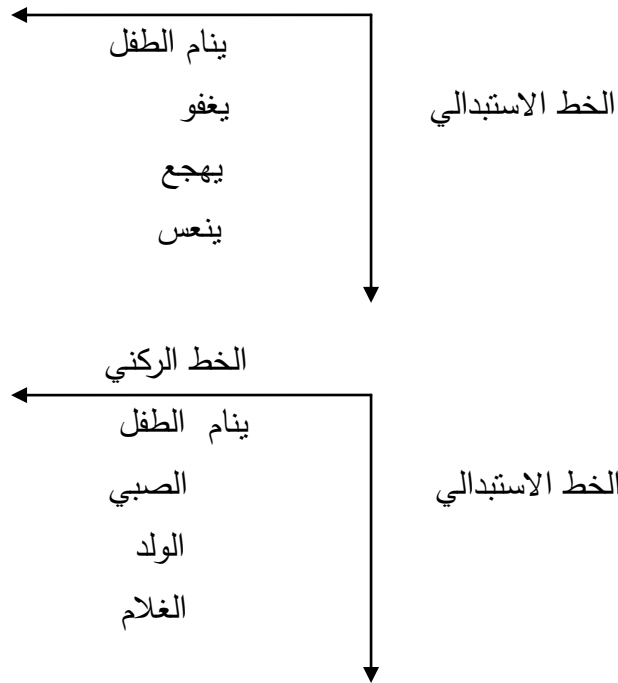 ينام الطفل
الخط الاستبدالي يغفو
يهجع
ينعس
الخط الركني
ينام الطفل
الخط الاستبدالي الصبي
الولد
الغلام